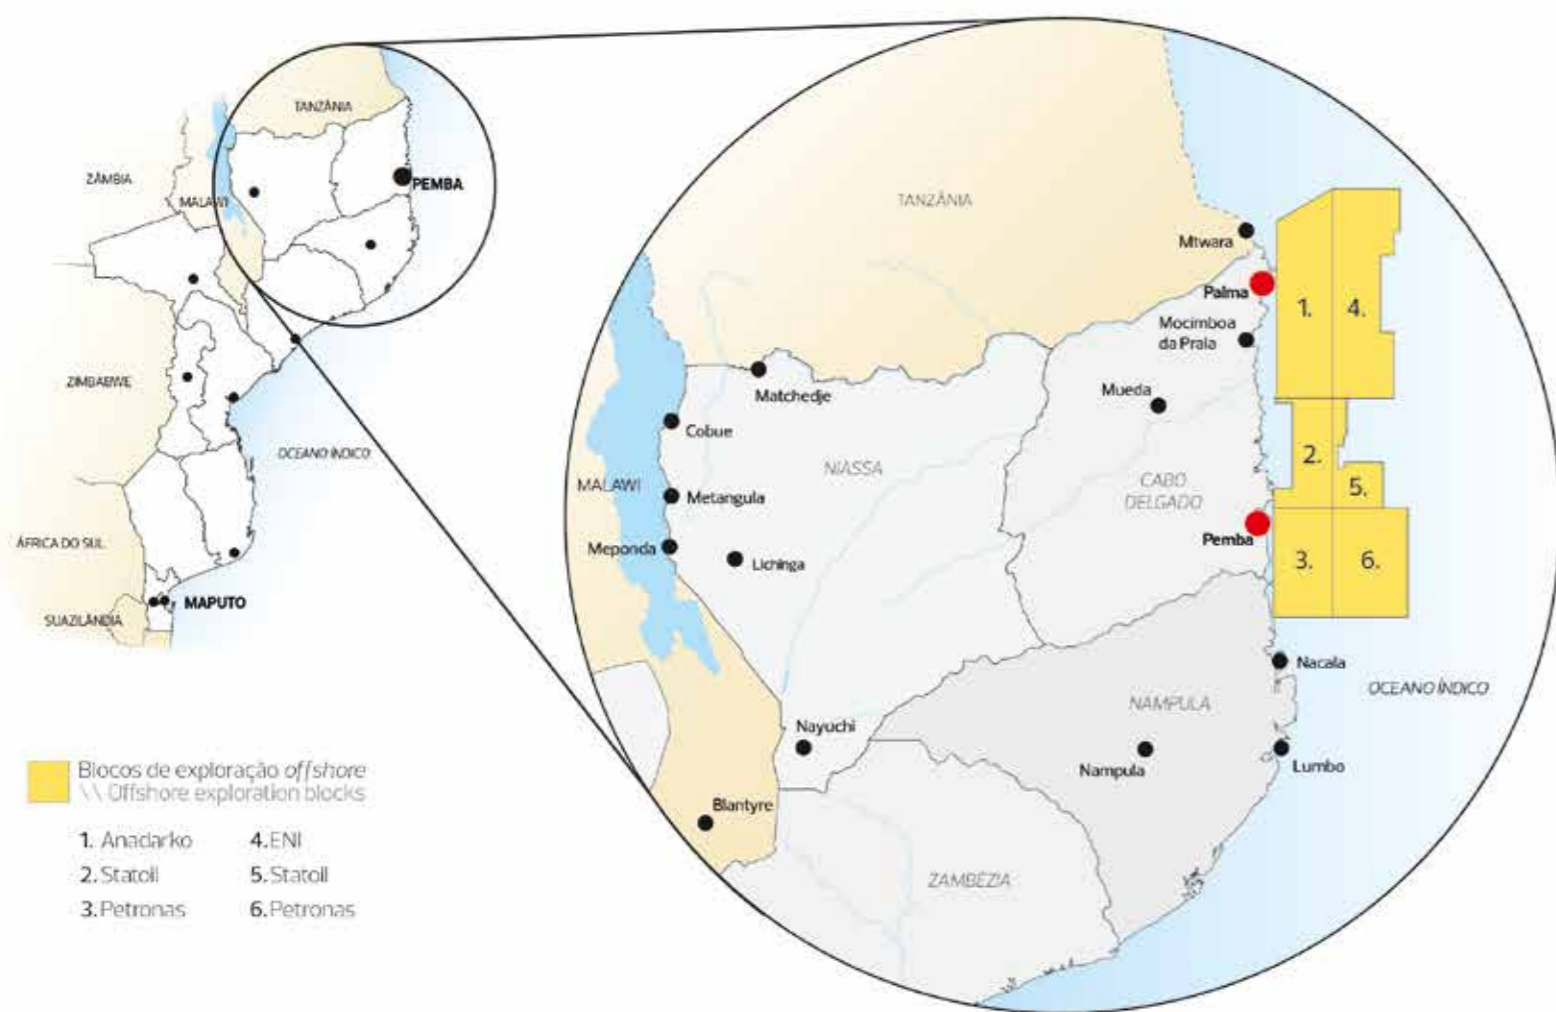 TANZÂNIA
ZÂMBIA
MALAWI
PEMBA
ZIMBABWE
OCEANO ÍNDICO
ÁFRICA DO SUL
MAPUTO
SUAZILÂNDIA
TANZÂNIA
Mtwara
Palma
Mocimboa
da Praia
Matchedje
Mueda
Cobue
NIASSA
MALAWI
Metangula
CABO
DELGADO
Meponda
Lichinga
Pemba
1.
4.
2.
5.
3.
6.
Nacala
OCEANO ÍNDICO
NAMPULA
Nayuchi
Nampula
Lumbo
Blantyre
ZAMBÉZIA
Blocos de exploração offshore
\\ Offshore exploration blocks
1. Anadarko
2. Statoil
3. Petronas
4. ENI
5. Statoil
6. Petronas